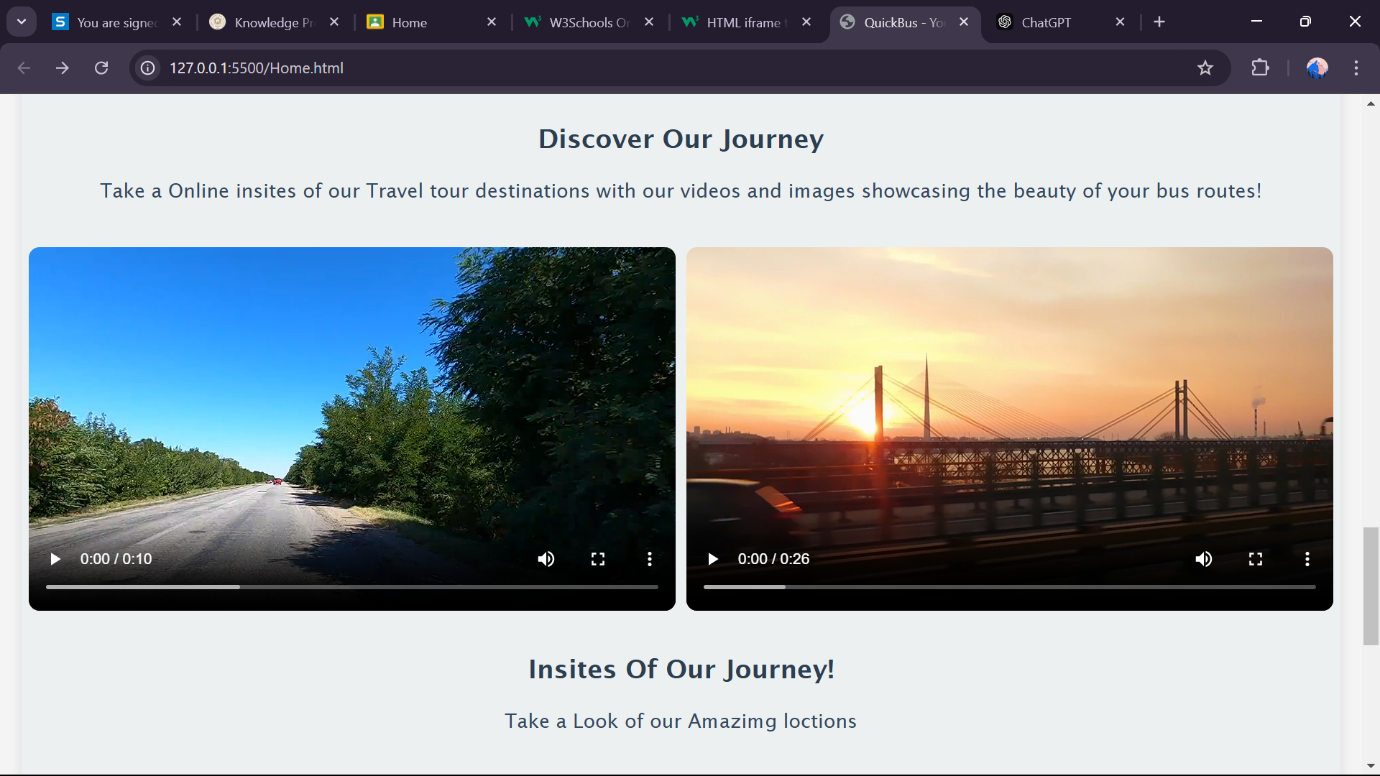 You are signe
Knowledge Pr
Home
W3Schools On
HTML iframe
QuickBus - Yo
ChatGPT
127.0.0.1:5500/Home.html
Discover Our Journey
Take a Online insites of our Travel tour destinations with our videos and images showcasing the beauty of your bus routes!
0:00 / 0:10
0:00 / 0:26
Insites Of Our Journey!
Take a Look of our Amazimg loctions